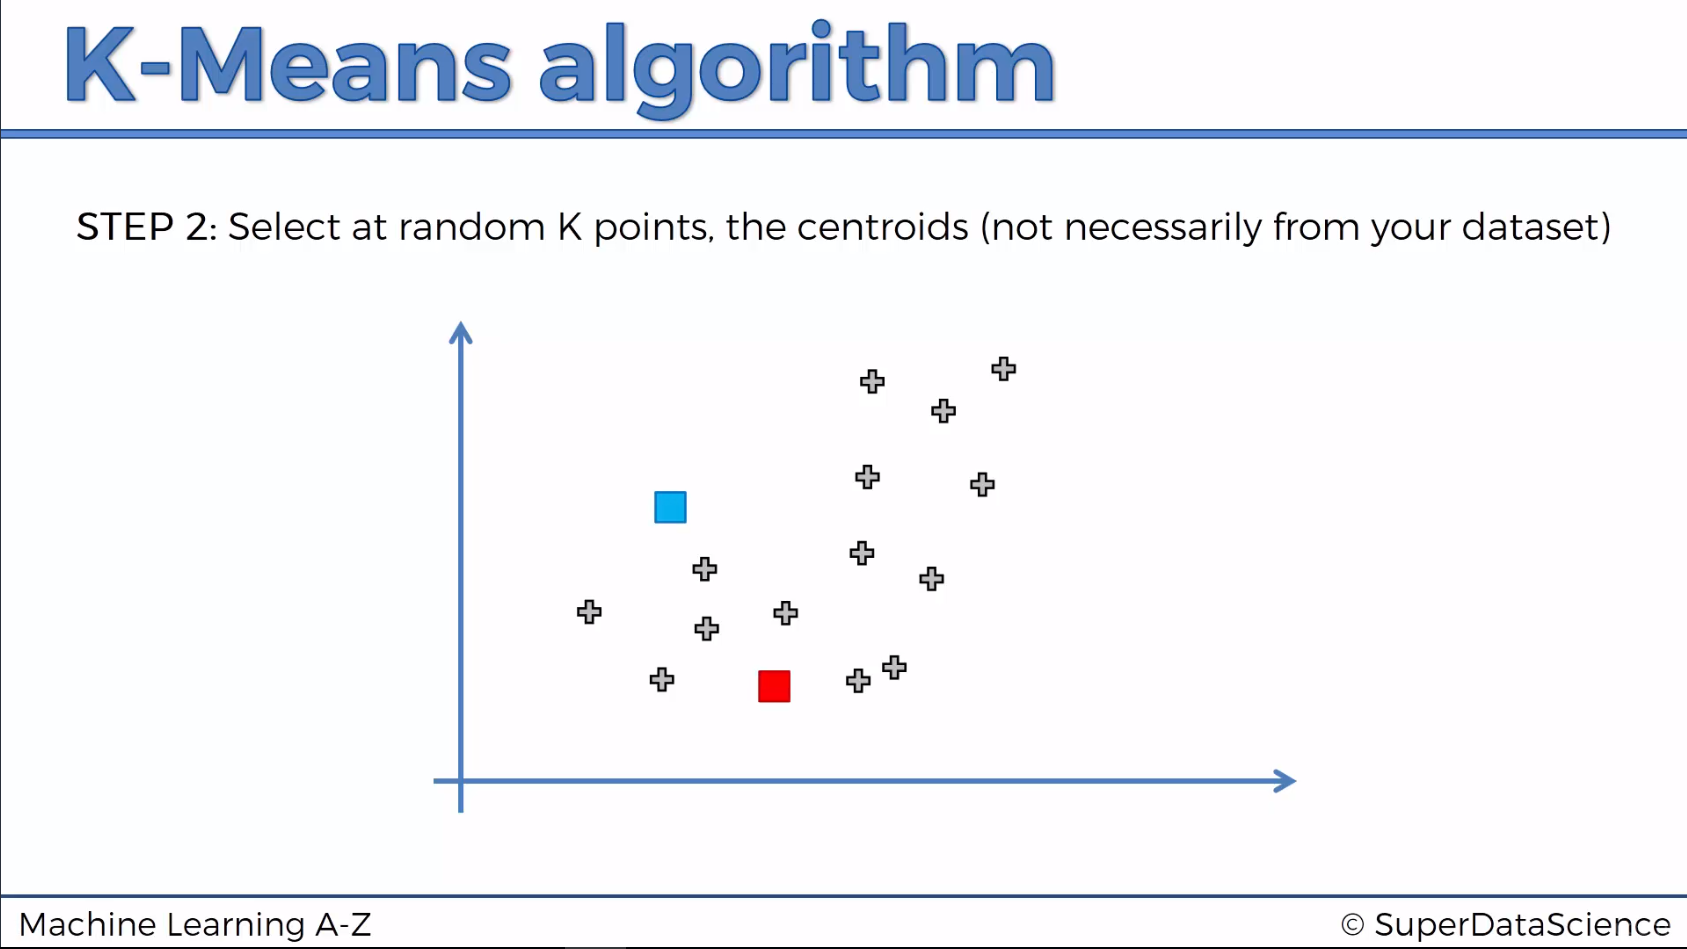 K-Means algorithm
STEP 2: Select at random K points, the centroids (not necessarily from your dataset)
Machine Learning A-Z
© SuperDataScience